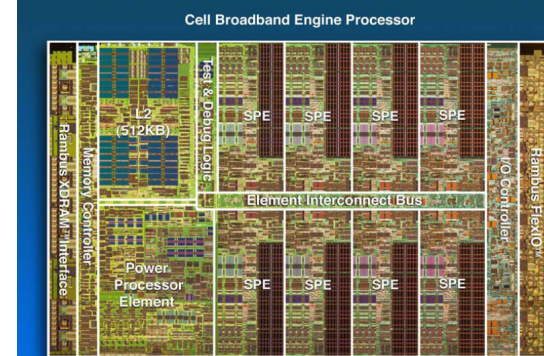 Cell Broadband Engine Processor
Rambus XDRAM™ Interface
Memory Controller
L2
(512KB)
Test & Debug Logic
SPE
SPE
SPE
SPE
I/O Controller
Rambus FlexIO™
Element Interconnect Bus
Power
Processor
Element
SPE
SPE
SPE
SPE